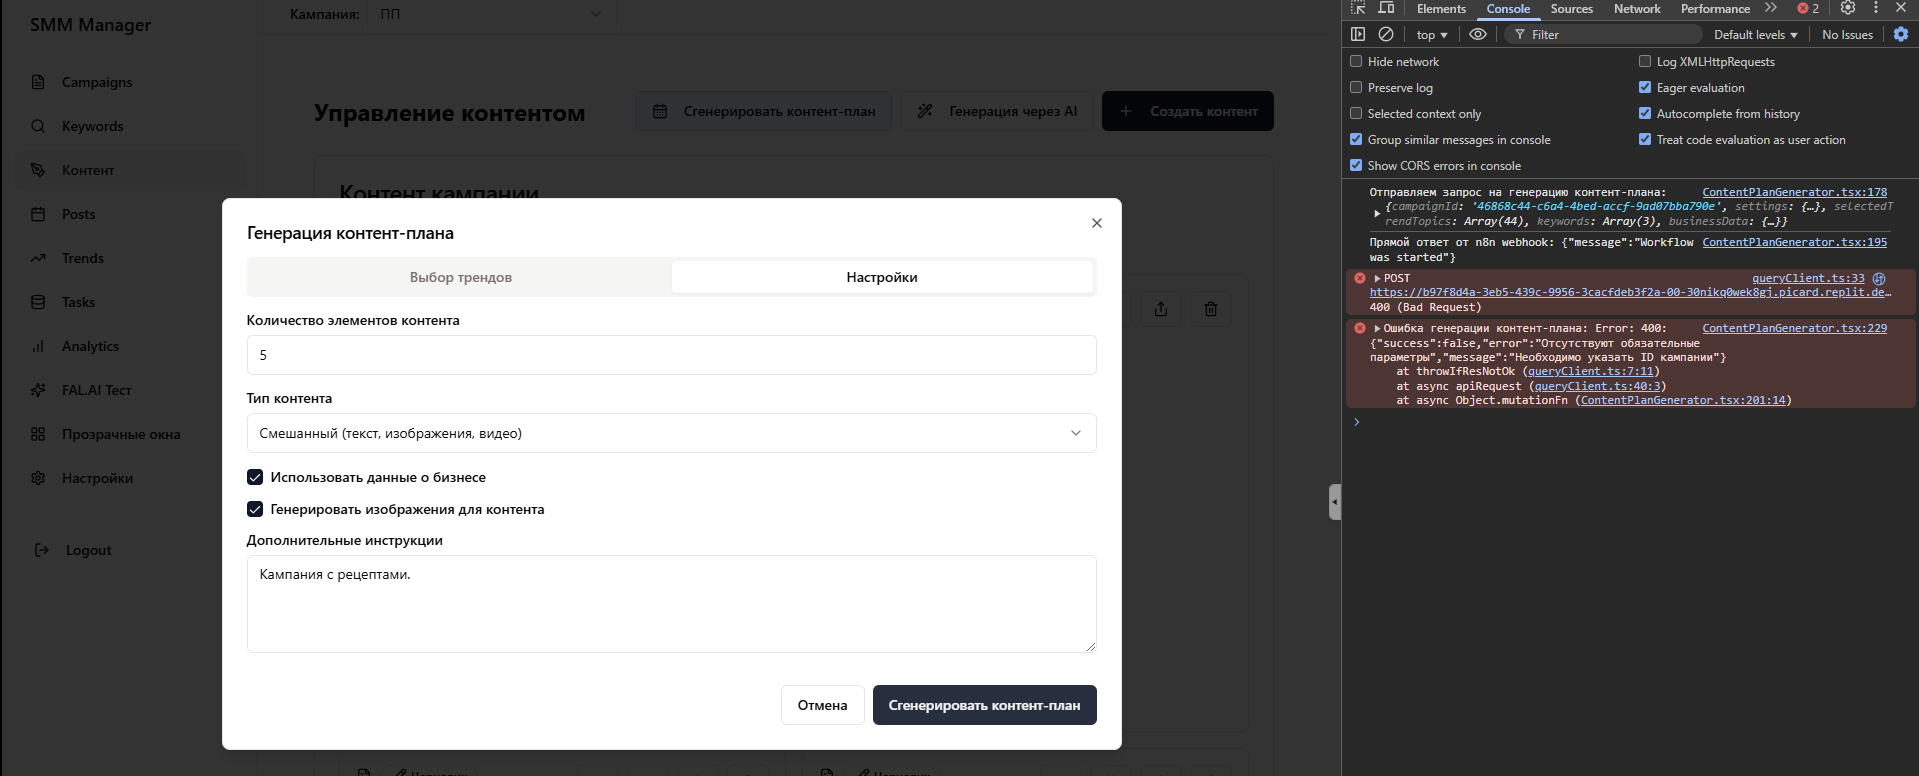 SMM Manager
Campaigns
Keywords
Контент
Posts
Trends
Tasks
Analytics
FAL.AI Тест
Прозрачные окна
Настройки
Logout
Кампания: ПП
Управление контентом
Сгенерировать контент-план
Генерация через AI
+ Создать контент
Контент кампании
Генерация контент-плана
Выбор трендов
Настройки
Количество элементов контента
5
Тип контента
Смешанный (текст, изображения, видео)
Использовать данные о бизнесе
Генерировать изображения для контента
Дополнительные инструкции
Кампания с рецептами.
Отмена
Сгенерировать контент-план
Elements Console Sources Network Performance 2
top Filter Default levels No Issues
Hide network
Log XMLHttpRequests
Preserve log
Eager evaluation
Selected context only
Autocomplete from history
Group similar messages in console
Treat code evaluation as user action
Show CORS errors in console
Отправляем запрос на генерацию контент-плана: ContentPlanGenerator.tsx:178
{campaignId: '46868c44-c6a4-4bed-accf-9ad07bba790e', settings: {…}, selectedT
rendTopics: Array(44), keywords: Array(3), businessData: {…}}
Прямой ответ от n8n webhook: {"message":"Workflow ContentPlanGenerator.tsx:195
was started"}
POST queryClient.ts:33
https://b97f8d4a-3eb5-439c-9956-3cacfdeb3f2a-00-30nikq0wek8gj.picard.replit.de…
400 (Bad Request)
Ошибка генерации контент-плана: Error: 400: ContentPlanGenerator.tsx:229
{"success":false,"error":"Отсутствуют обязательные
параметры","message":"Необходимо указать ID кампании"}
at throwIfResNotOk (queryClient.ts:7:11)
at async apiRequest (queryClient.ts:40:3)
at async Object.mutationFn (ContentPlanGenerator.tsx:201:14)